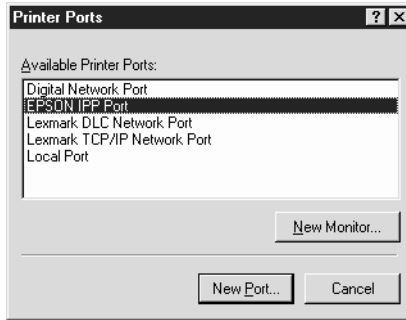 Printer Ports
Available Printer Ports:
Digital Network Port
EPSON IPP Port
Lexmark DLC Network Port
Lexmark TCP/IP Network Port
Local Port
New Monitor...
New Port...
Cancel